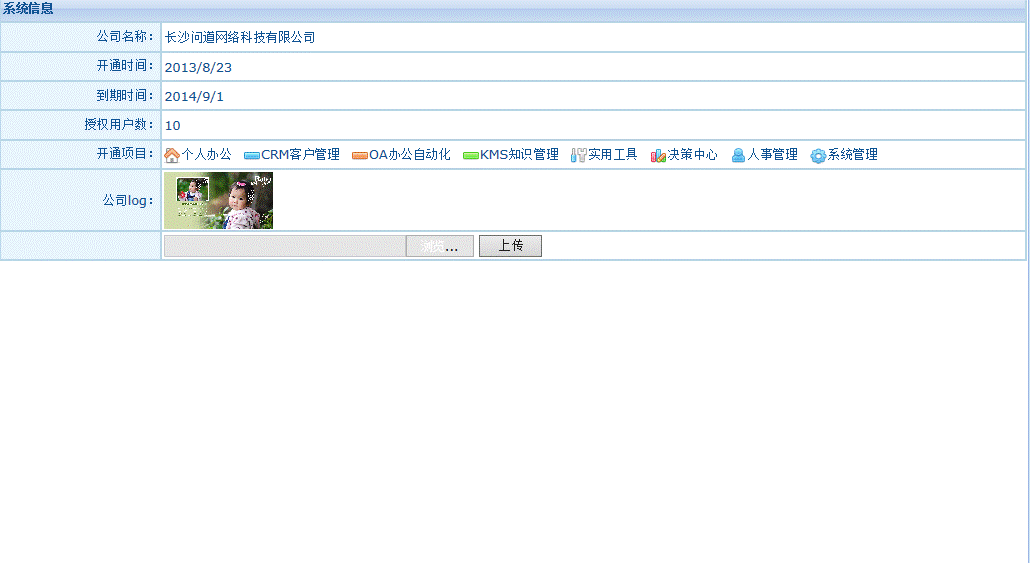 系统信息
公司名称： 长沙问道网络科技有限公司
开通时间： 2013/8/23
到期时间： 2014/9/1
授权用户数： 10
开通项目： 个人办公 CRM客户管理 OA办公自动化 KMS知识管理 实用工具 决策中心 人事管理 系统管理
公司log：
浏览... 上传